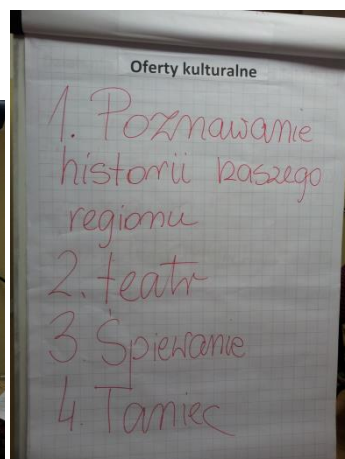 Oferty kulturalne
1. Poznawanie
historii naszego
regionu
2. teatr
3. Śpiewanie
4. Taniec